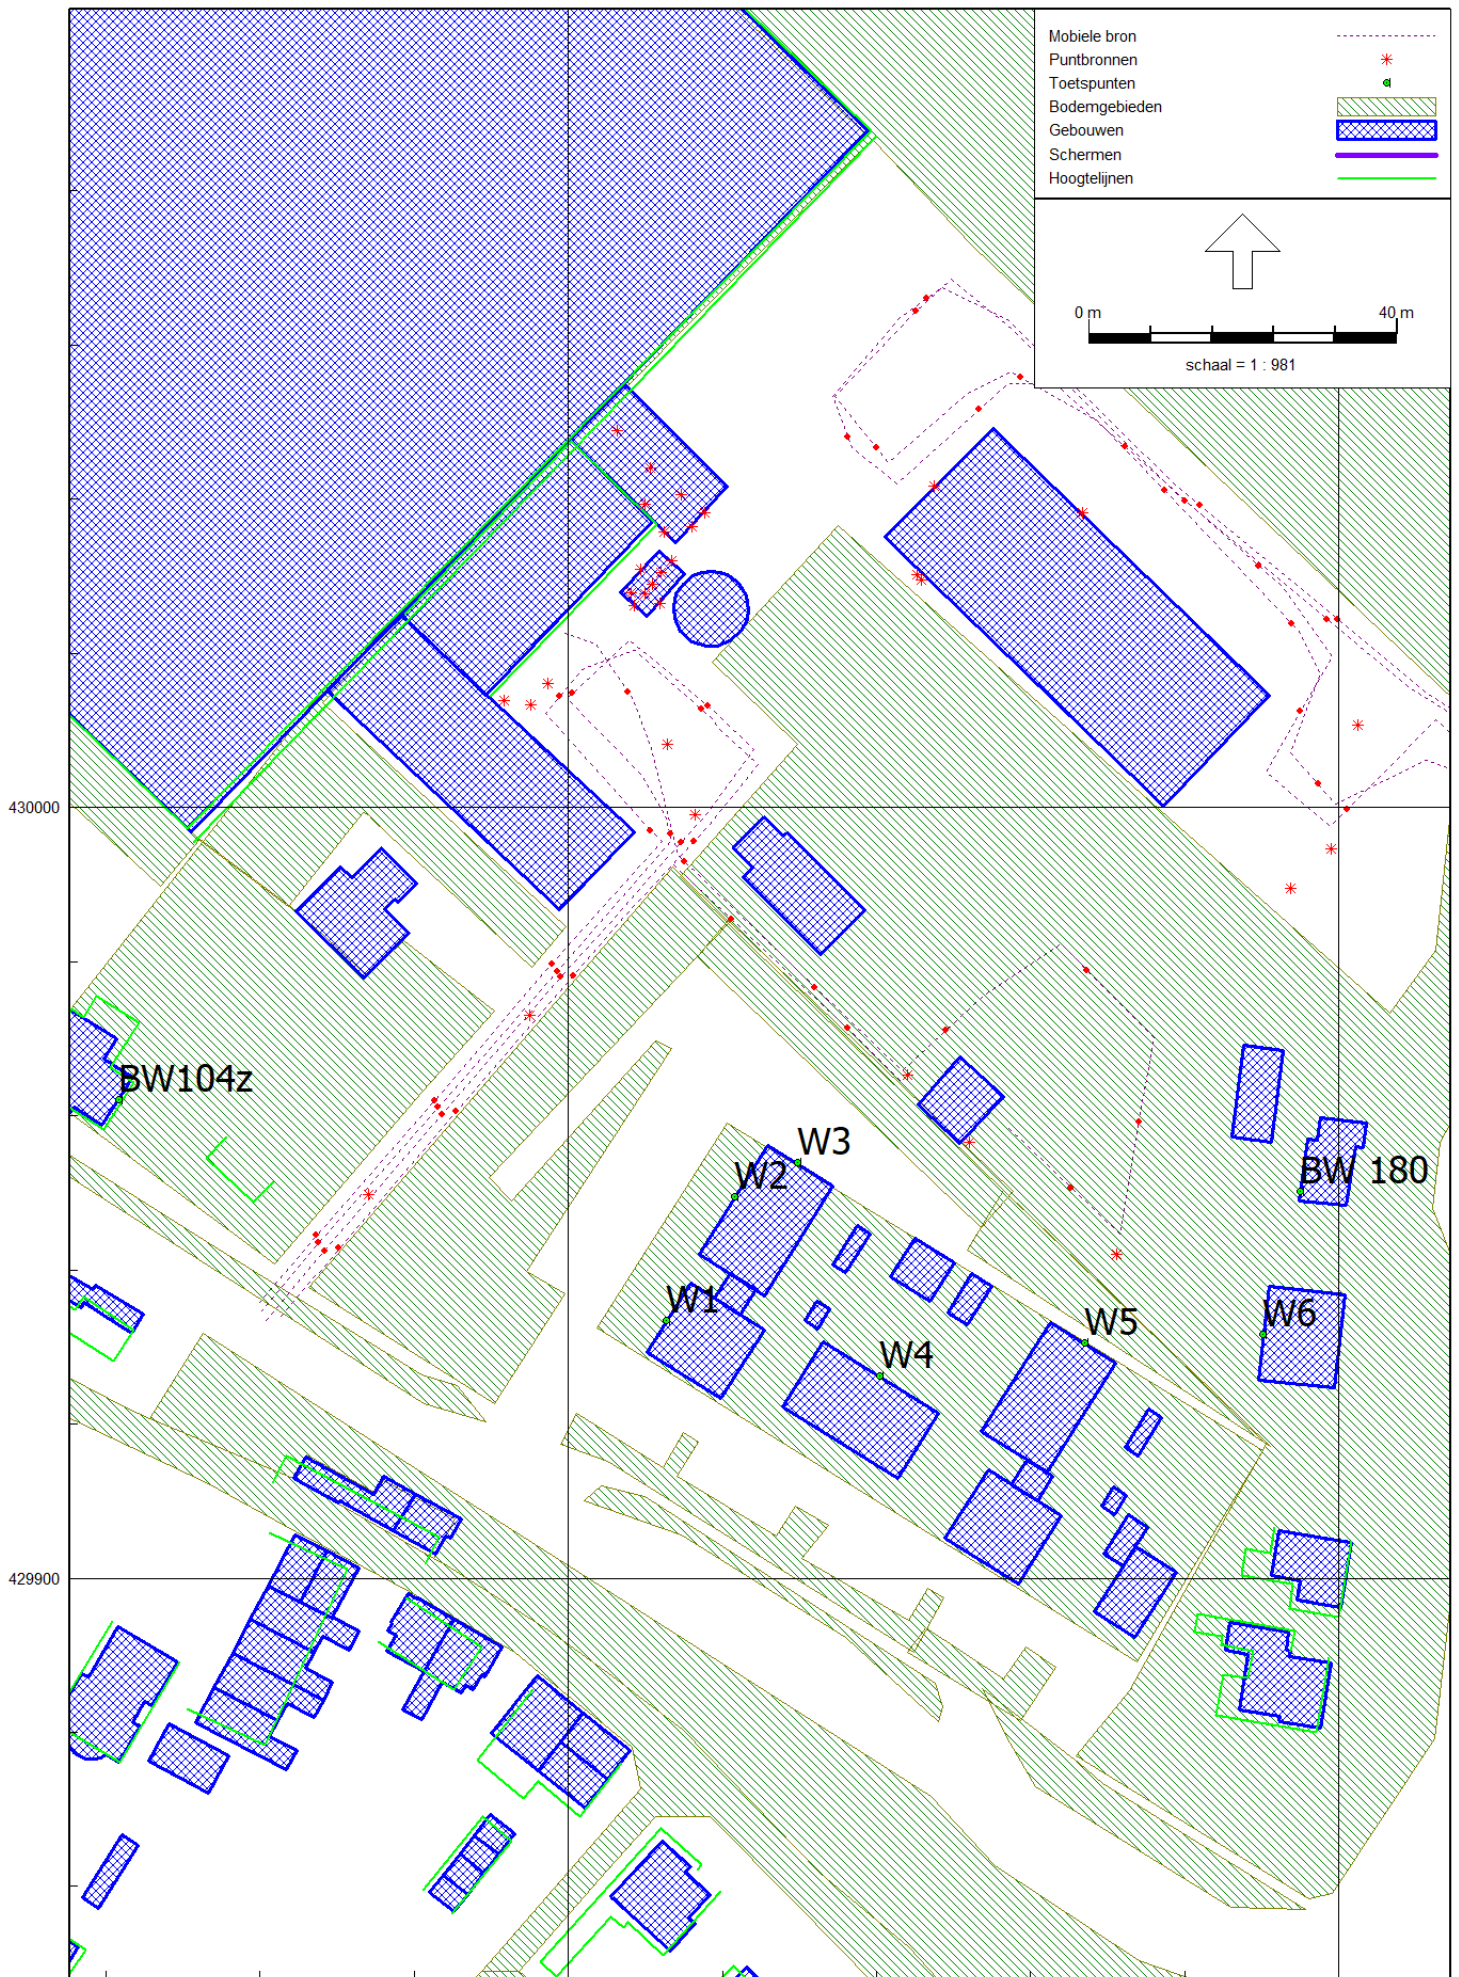 Mobiele bron
Puntbronnen
Toetspunten
Bodemgebieden
Gebouwen
Schermen
Hoogtelijnen
0 m 40 m
schaal = 1 : 981
430000
BW104z
W3
W2
BW 180
W1
W5
W6
W4
429900